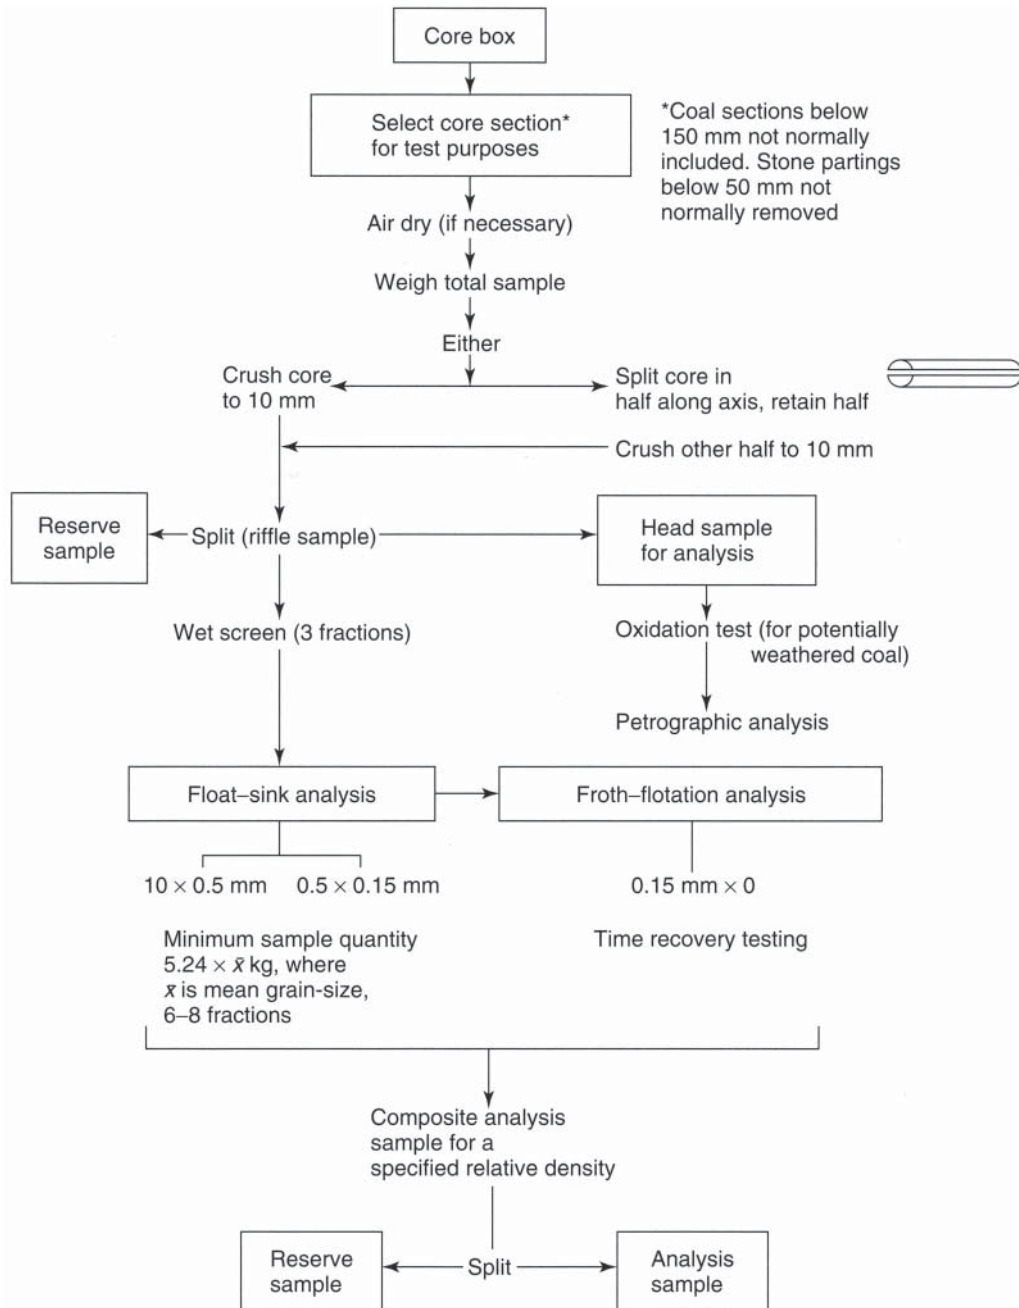 Core box
Select core section*
for test purposes
*Coal sections below
150 mm not normally
included. Stone partings
below 50 mm not
normally removed
Air dry (if necessary)
Weigh total sample
Either
Crush core
to 10 mm
Split core in
half along axis, retain half
Crush other half to 10 mm
Reserve
sample
Split (riffle sample)
Head sample
for analysis
Wet screen (3 fractions)
Oxidation test (for potentially
weathered coal)
Petrographic analysis
Float–sink analysis
Froth–flotation analysis
10 × 0.5 mm
0.5 × 0.15 mm
0.15 mm × 0
Minimum sample quantity
5.24 × x̄ kg, where
x̄ is mean grain-size,
6–8 fractions
Time recovery testing
Composite analysis
sample for a
specified relative density
Reserve
sample
Split
Analysis
sample